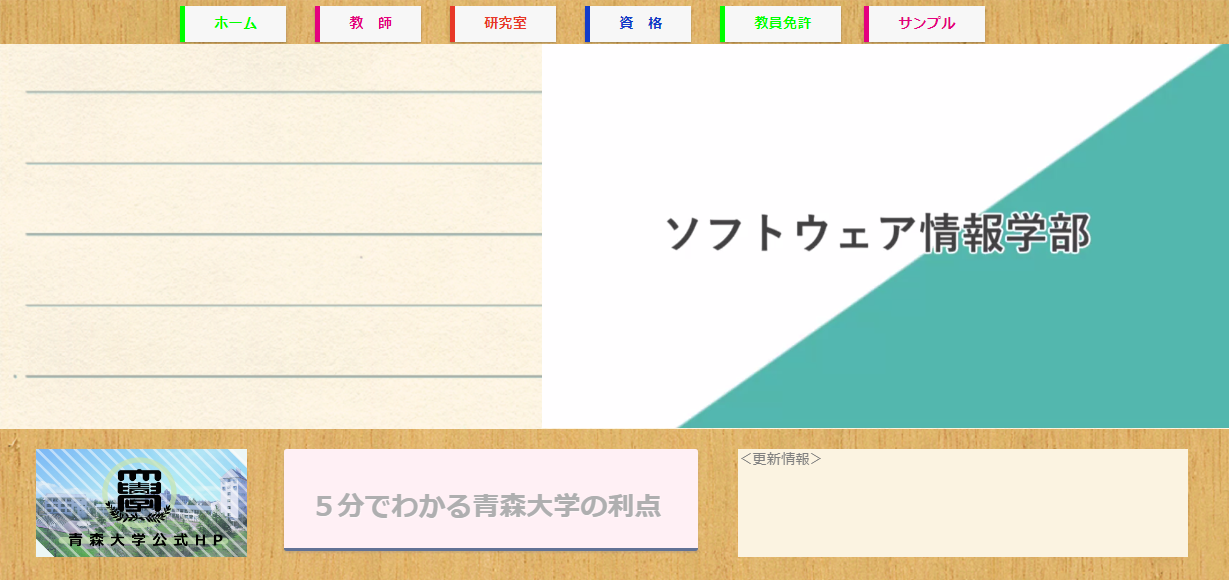 ホーム
教　師
研究室
資　格
教員免許
サンプル
ソフトウェア情報学部
青森大学公式HP
５分でわかる青森大学の利点
＜更新情報＞